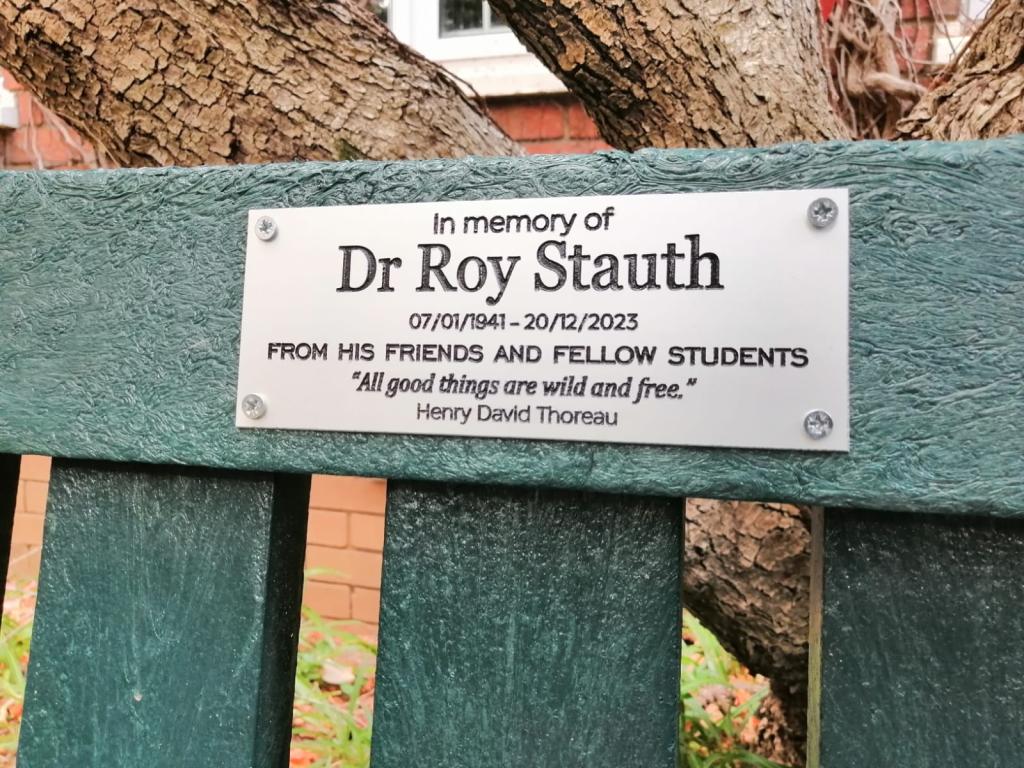 In memory of
Dr Roy Stauth
07/01/1941 – 20/12/2023
FROM HIS FRIENDS AND FELLOW STUDENTS
"All good things are wild and free."
Henry David Thoreau